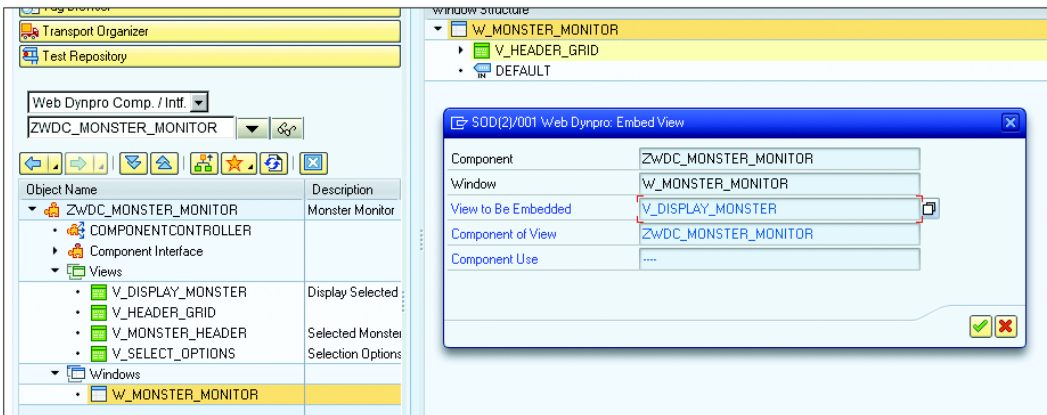 Tag Browser
Transport Organizer
Test Repository
Web Dynpro Comp. / Intf.
ZWDC_MONSTER_MONITOR
Object Name Description
ZWDC_MONSTER_MONITOR Monster Monitor
COMPONENTCONTROLLER
Component Interface
Views
V_DISPLAY_MONSTER Display Selected
V_HEADER_GRID
V_MONSTER_HEADER Selected Monster
V_SELECT_OPTIONS Selection Options
Windows
W_MONSTER_MONITOR
Window Structure
W_MONSTER_MONITOR
V_HEADER_GRID
IN DEFAULT
SOD(2)/001 Web Dynpro: Embed View
Component ZWDC_MONSTER_MONITOR
Window W_MONSTER_MONITOR
View to Be Embedded V_DISPLAY_MONSTER
Component of View ZWDC_MONSTER_MONITOR
Component Use ----